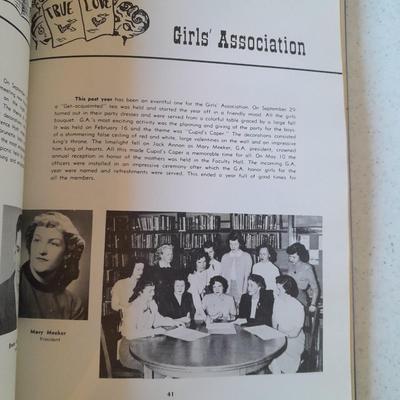 TRUE LOVE
Girls' Association
This past year has been an eventful one for the Girls' Association. On September 29
a "Get-acquainted" tea was held and started the year off in a friendly mood. All the girls
turned out in their party dresses and were served from a colorful table graced by a large fall
bouquet. G.A.'s most exciting activity was the planning and giving of the party for the boys.
It was held on February 16 and the theme was "Cupid's Caper." The decorations consisted
of a shimmering false ceiling of red and white, large valentines on the wall and an impressive
king's throne. The limelight fell on Jack Annan as Mary Meeker, G.A. president, crowned
him king of hearts. All this made Cupid's Caper a memorable time for all. On May 10 the
annual reception in honor of the mothers was held in the Faculty Hall. The incoming G.A.
officers were installed in an impressive ceremony after which the G.A. honor girls for the
year were named and refreshments were served. This ended a year full of good times for
all the members.
Mary Meeker
President
41